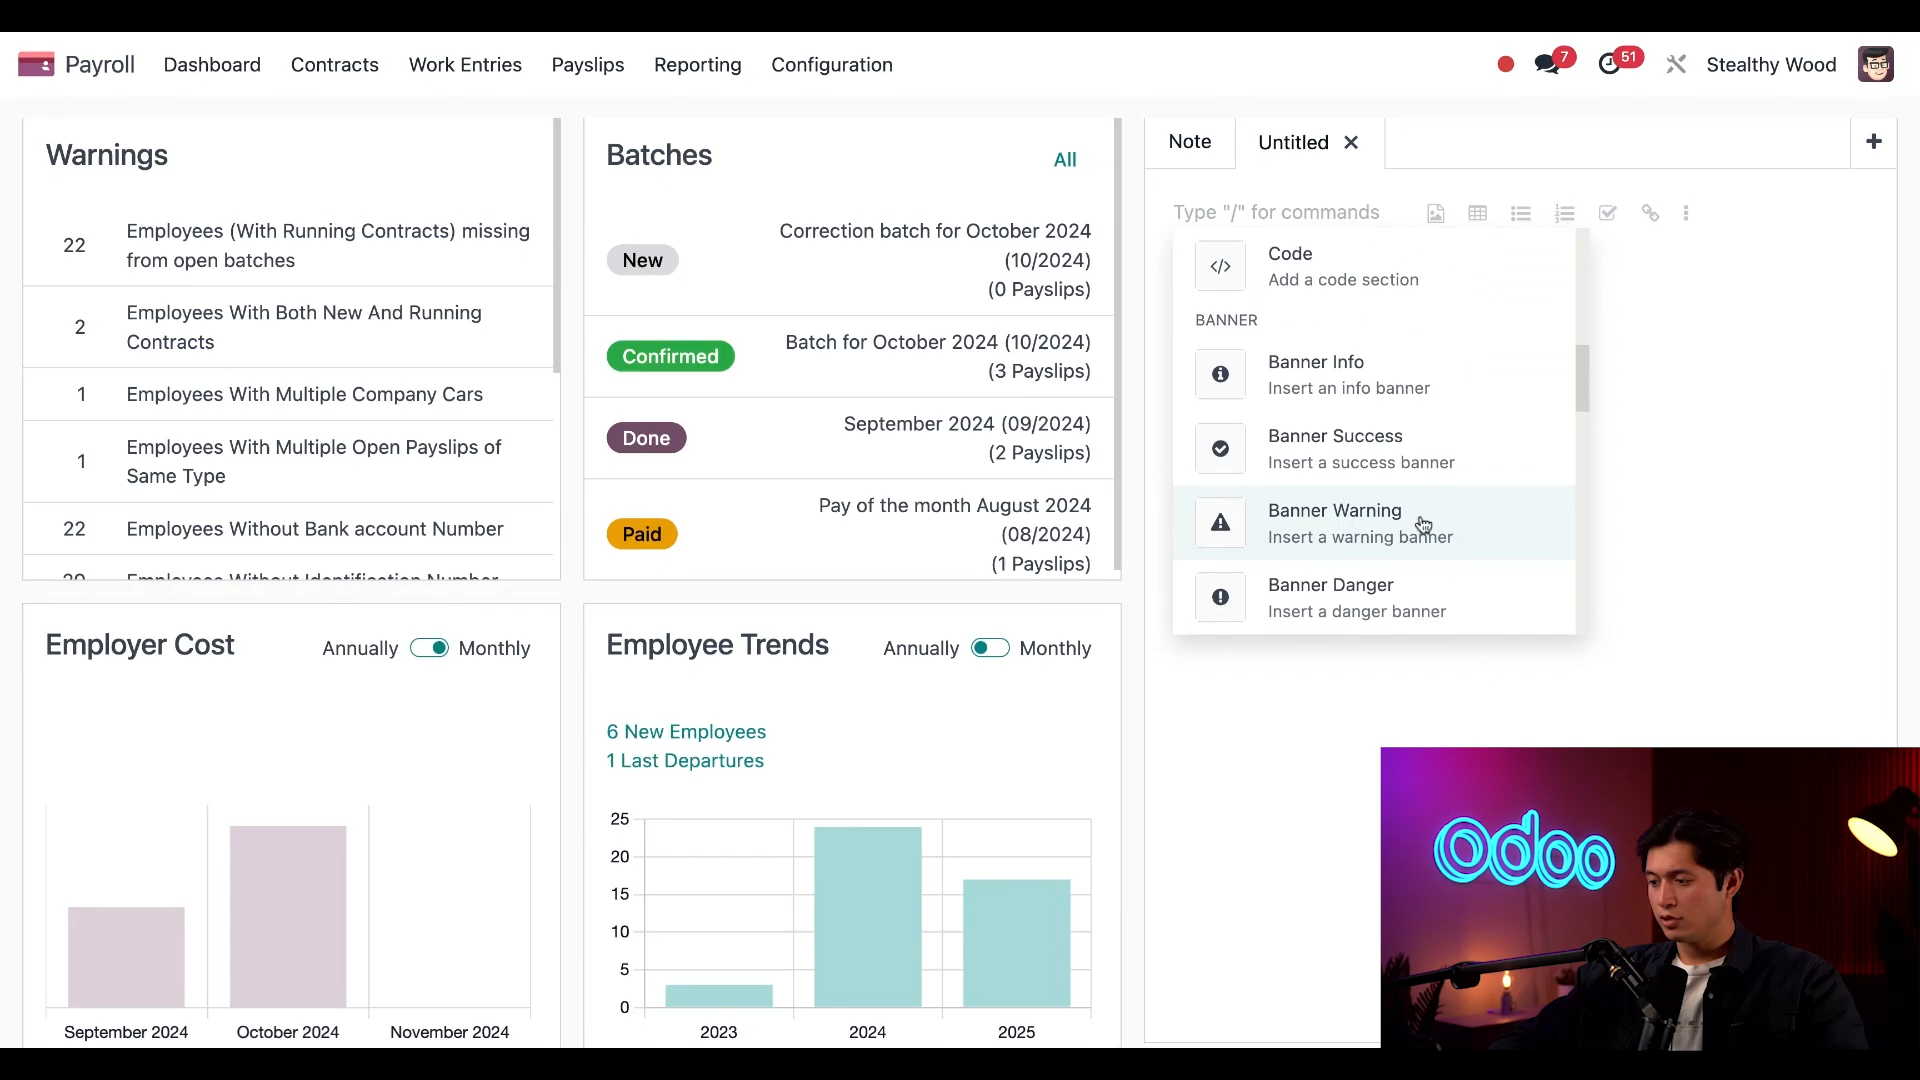 Payroll
Dashboard
Contracts
Work Entries
Payslips
Reporting
Configuration
7
51
Stealthy Wood
Warnings
22
Employees (With Running Contracts) missing
from open batches
2
Employees With Both New And Running
Contracts
1
Employees With Multiple Company Cars
1
Employees With Multiple Open Payslips of
Same Type
22
Employees Without Bank account Number
Batches
All
New
Correction batch for October 2024
(10/2024)
(0 Payslips)
Confirmed
Batch for October 2024 (10/2024)
(3 Payslips)
Done
September 2024 (09/2024)
(2 Payslips)
Paid
Pay of the month August 2024
(08/2024)
(1 Payslips)
Note
Untitled
Type "/" for commands
Code
Add a code section
BANNER
Banner Info
Insert an info banner
Banner Success
Insert a success banner
Banner Warning
Insert a warning banner
Banner Danger
Insert a danger banner
Employer Cost
Annually
Monthly
September 2024
October 2024
November 2024
Employee Trends
Annually
Monthly
6 New Employees
1 Last Departures
25
20
15
10
5
0
2023
2024
2025
odoo